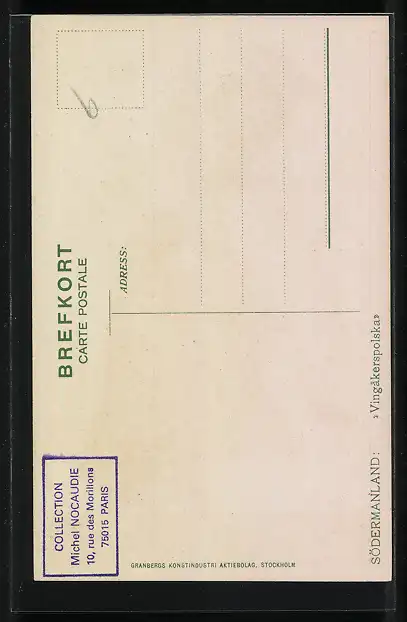 BREFKORT
CARTE POSTALE
ADRESS:
6
COLLECTION
Michel NOCAUDIE
10, rue des Morillons
75015 PARIS
GRANBERGS KONSTINDUSTRI AKTIEBOLAG, STOCKHOLM
SÖDERMANLAND: »Vingåkerspolska»